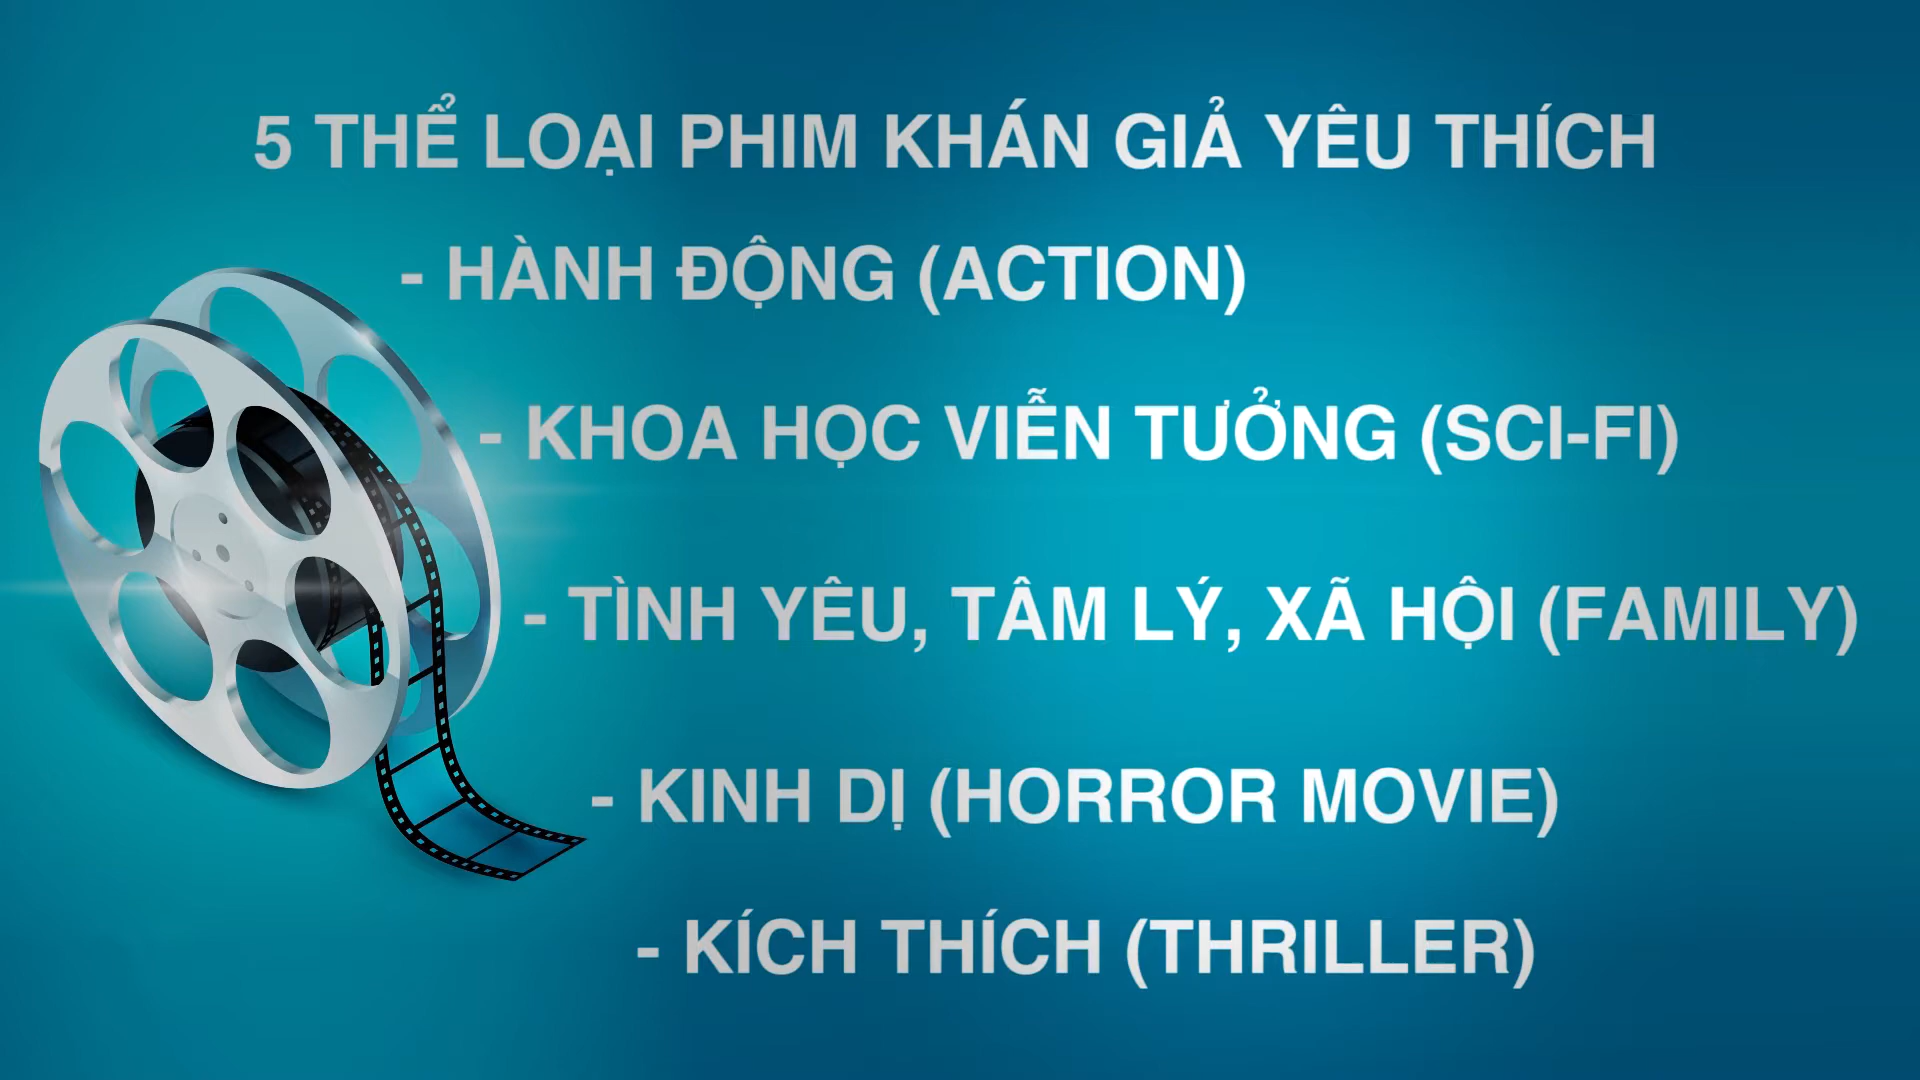 5 THỂ LOẠI PHIM KHÁN GIẢ YÊU THÍCH
- HÀNH ĐỘNG (ACTION)
- KHOA HỌC VIỄN TƯỞNG (SCI-FI)
- TÌNH YÊU, TÂM LÝ, XÃ HỘI (FAMILY)
- KINH DỊ (HORROR MOVIE)
- KÍCH THÍCH (THRILLER)